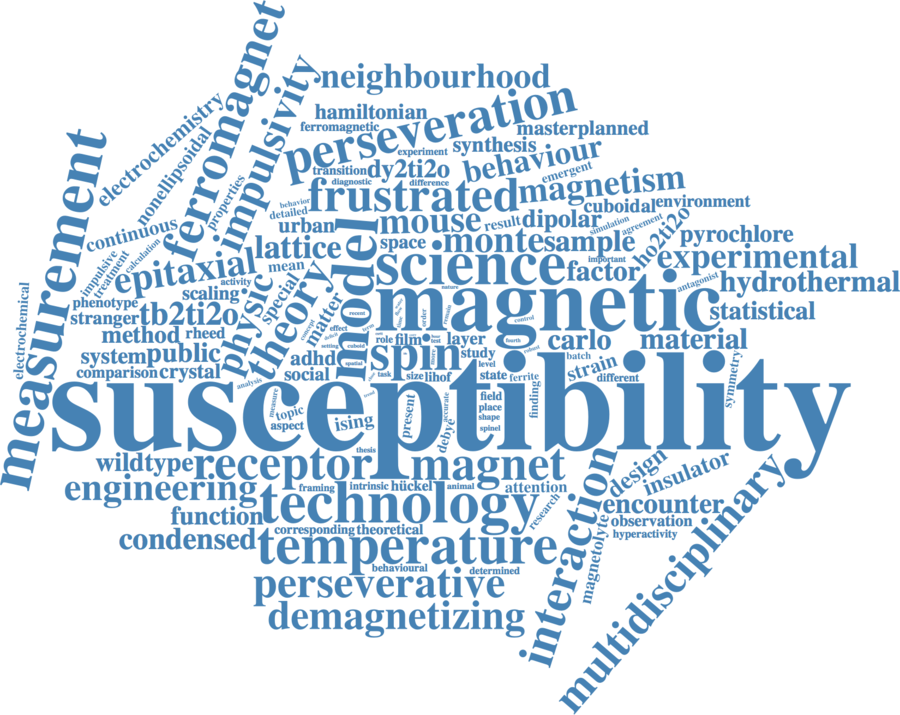 ferromagnet
impulsivity
neighbourhood
electrochemistry
nonellipsoidal
hamiltonian
ferromagnetic
perseveration
masterplanned
experiment
synthesis
measurement
properties
transition
dy2ti2o
behaviour
emergent
diagnostic
difference
frustrated
magnetism
behavior
detailed
cuboidal
environment
continuous
calculation
urban
mouse
result
dipolar
simulation
agreement
ho2ti2o
lattice
space
monte
sample
pyrochlore
impulsive
treatment
epitaxial
activity
mean
model
science
factor
important
experimental
antagonist
hydrothermal
electrochemical
phenotype
scaling
special
matter
magnetic
nature
statistical
stranger
tb2ti2o
physic
theory
concept
effect
recent
term
order
control
method
rheed
role
film
layer
fourth
carlo
material
system
public
adhd
setting
cuboid
spin
study
batch
robust
comparison
crystal
social
spatial
task
size
lihof
level
state
ferrite
strain
different
symmetry
analysis
susceptibility
measure
topic
aspect
ising
present
accurate
debye
field
place
shape
spinel
finding
thesis
wildtype
receptor
magnet
design
insulator
engineering
framing
intrinsic
hückel
animal
attention
interaction
multidisciplinary
technology
research
encounter
function
observation
condensed
corresponding
theoretical
hyperactivity
temperature
magnetolyte
behavioural
determined
perseverative
demagnetizing